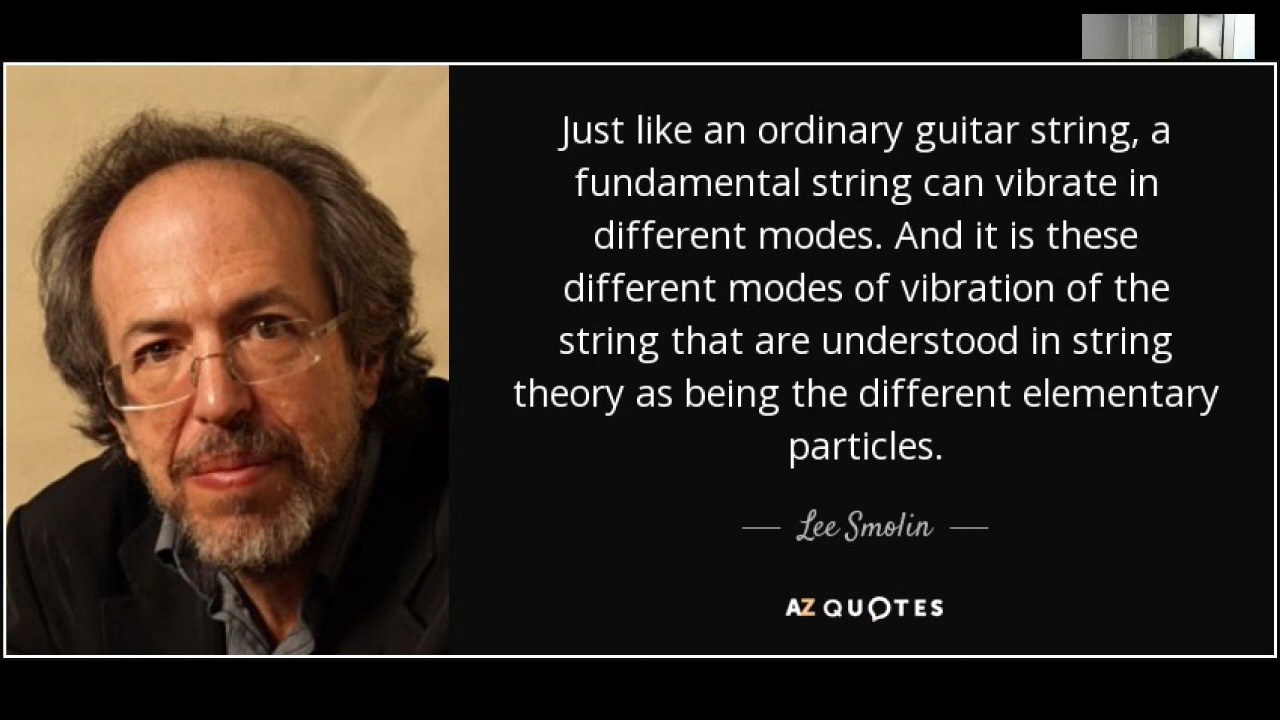 Just like an ordinary guitar string, a
fundamental string can vibrate in
different modes. And it is these
different modes of vibration of the
string that are understood in string
theory as being the different elementary
particles.
Lee Smolin
AZ QUOTES